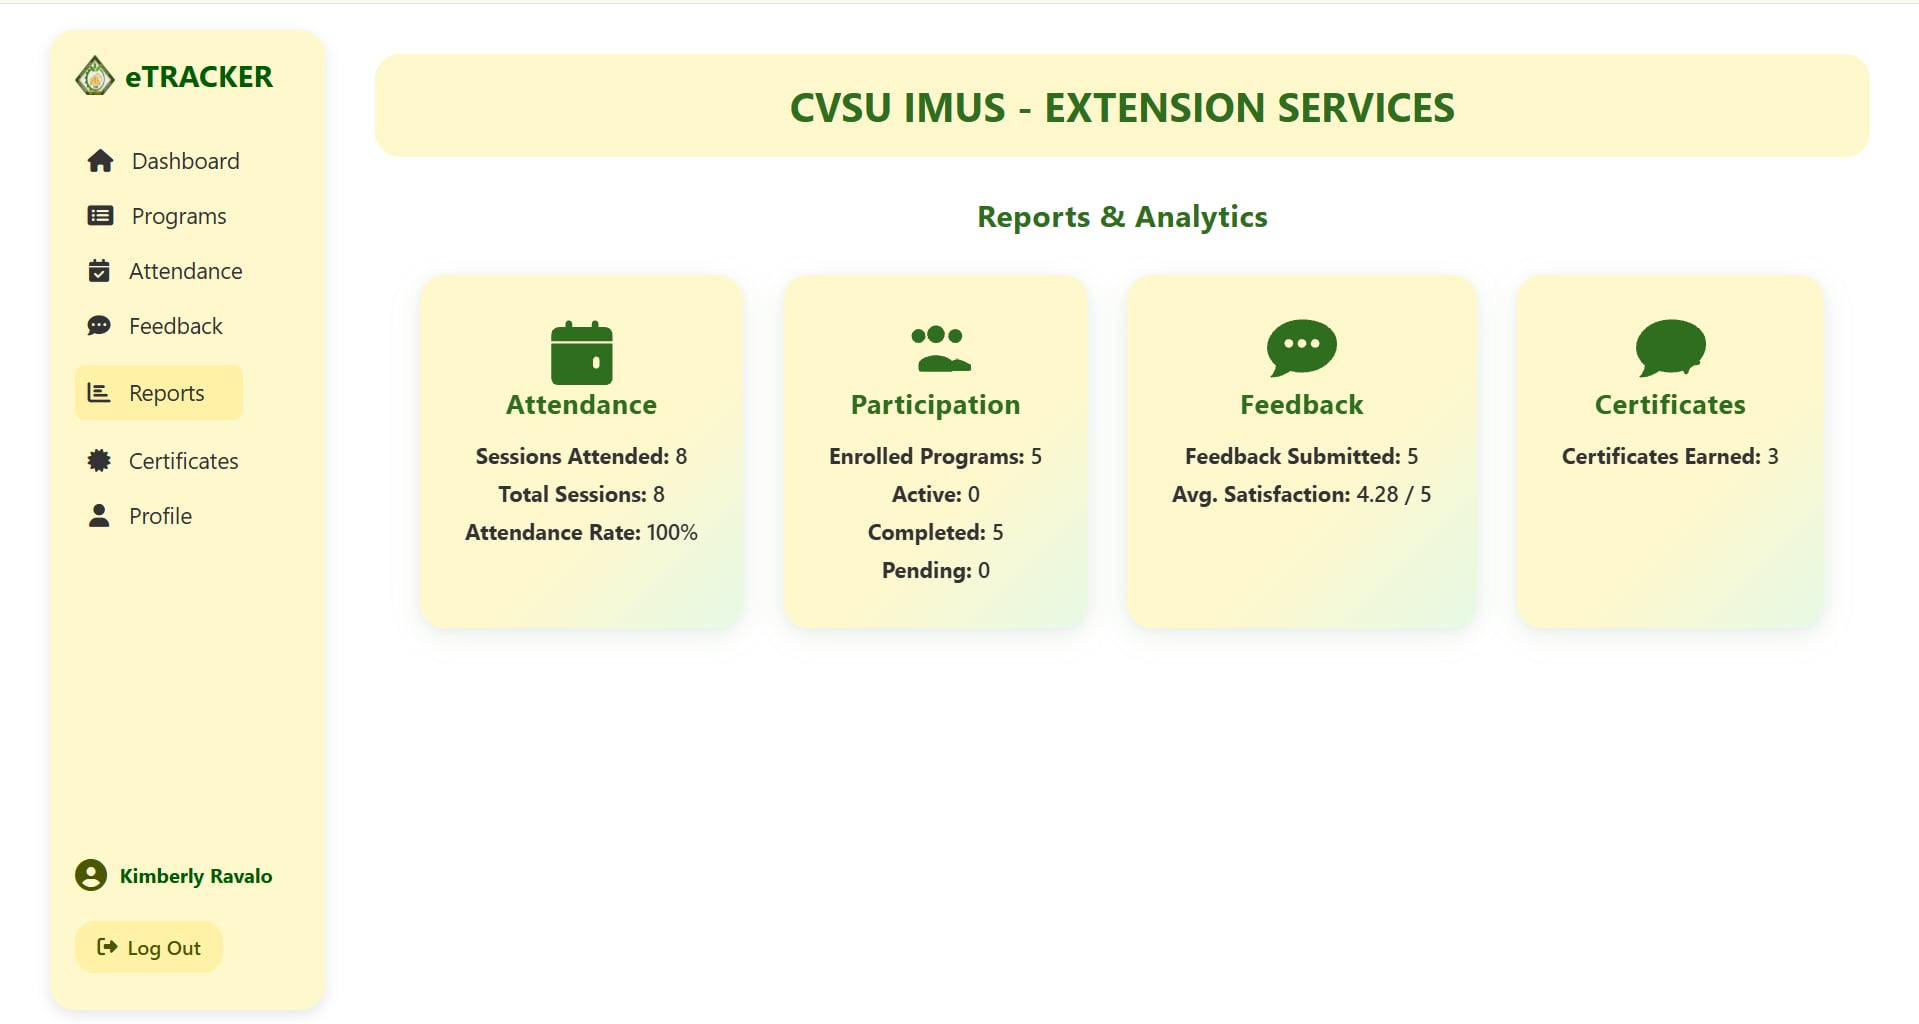 eTRACKER
Dashboard
Programs
Attendance
Feedback
Reports
Certificates
Profile
Kimberly Ravalo
Log Out
CVSU IMUS - EXTENSION SERVICES
Reports & Analytics
Attendance
Sessions Attended: 8
Total Sessions: 8
Attendance Rate: 100%
Participation
Enrolled Programs: 5
Active: 0
Completed: 5
Pending: 0
Feedback
Feedback Submitted: 5
Avg. Satisfaction: 4.28 / 5
Certificates
Certificates Earned: 3